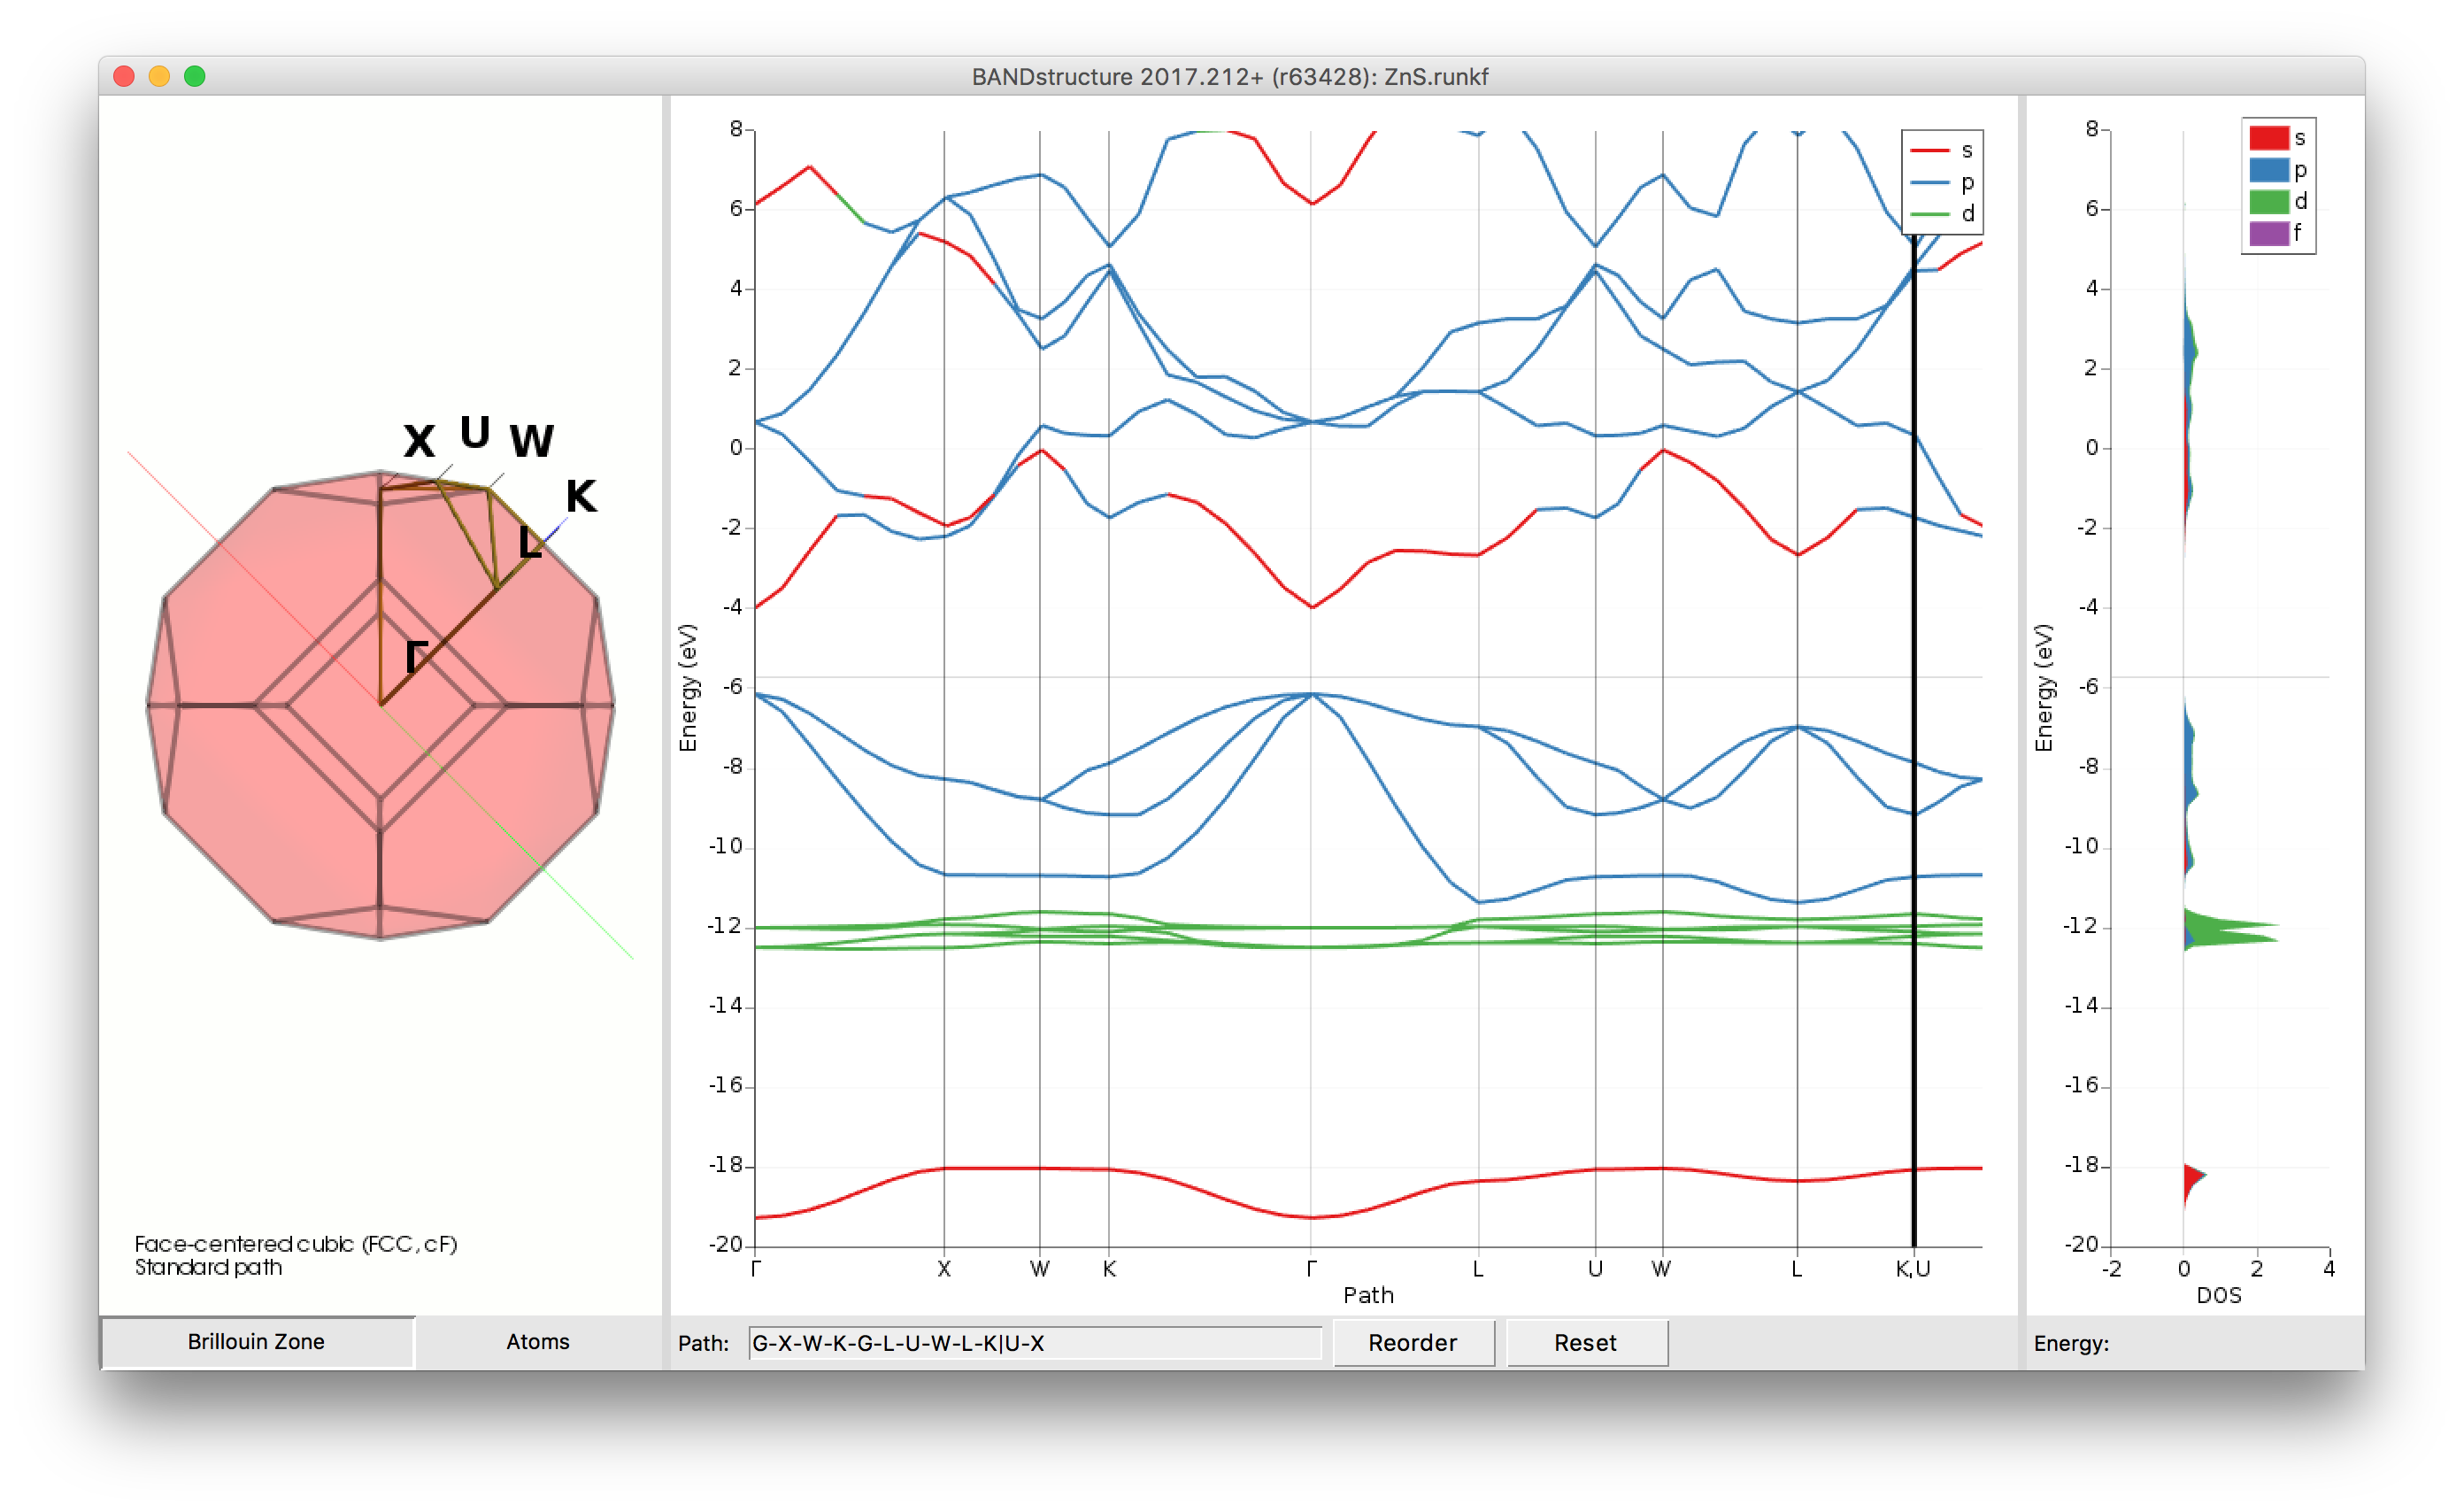 BANDstructure 2017.212+ (r63428): ZnS.runkf
X U W
K
L
Γ
Face-centered cubic (FCC, cF)
Standard path
Brillouin Zone
Atoms
8
6
4
2
0
-2
-4
-6
-8
-10
-12
-14
-16
-18
-20
Energy (eV)
s
p
d
Γ X W K Γ L U W L K,U
Path
Path: G-X-W-K-G-L-U-W-L-K|U-X
Reorder
Reset
8
6
4
2
0
-2
-4
-6
-8
-10
-12
-14
-16
-18
-20
Energy (eV)
s
p
d
f
-2 0 2 4
DOS
Energy: